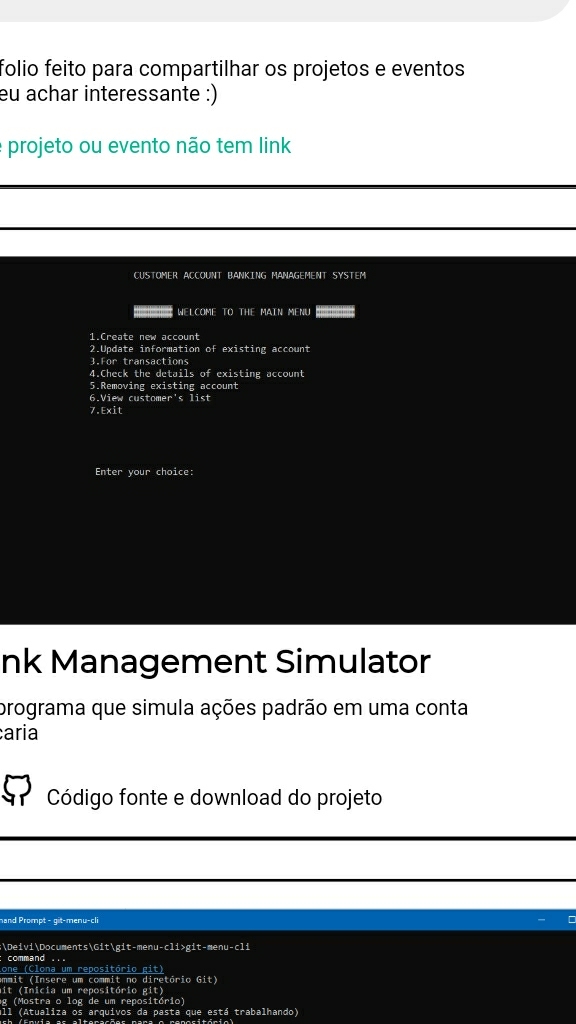 folio feito para compartilhar os projetos e eventos
eu achar interessante :)
e projeto ou evento não tem link
CUSTOMER ACCOUNT BANKING MANAGEMENT SYSTEM
WELCOME TO THE MAIN MENU
1.Create new account
2.Update information of existing account
3.For transactions
4.Check the details of existing account
5.Removing existing account
6.View customer's list
7.Exit
Enter your choice:
nk Management Simulator
programa que simula ações padrão em uma conta
caria
Código fonte e download do projeto
mand Prompt - git-menu-cli
s\Deivi\Documents\Git\git-menu-cli>git-menu-cli
t command ...
lone (Clona um repositório git)
ommit (Insere um commit no diretório Git)
nit (Inicia um repositório git)
og (Mostra o log de um repositório)
ull (Atualiza os arquivos da pasta que está trabalhando)
ush (Envia as alterações para o repositório)